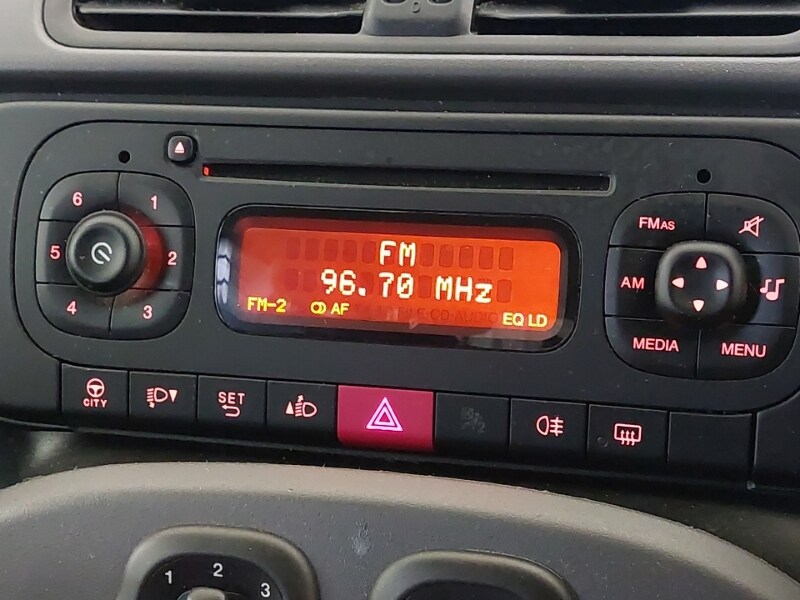 6
1
5
2
4
3
FM
96.70 MHz
FM-2 AF EQ LD
FMAS
AM
MEDIA
MENU
CITY
SET
1 2 3